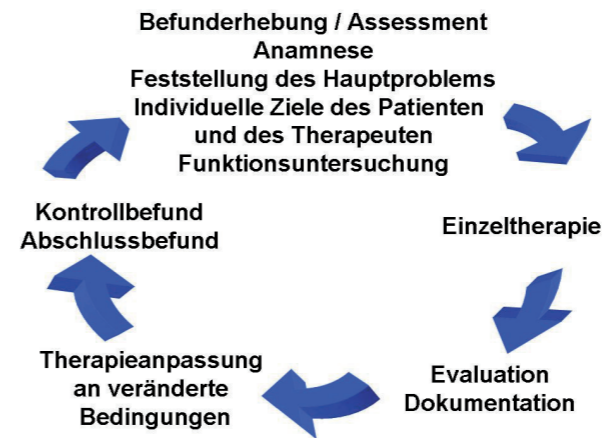 Befunderhebung / Assessment
Anamnese
Feststellung des Hauptproblems
Individuelle Ziele des Patienten
und des Therapeuten
Funktionsuntersuchung
Einzeltherapie
Evaluation
Dokumentation
Therapieanpassung
an veränderte
Bedingungen
Kontrollbefund
Abschlussbefund